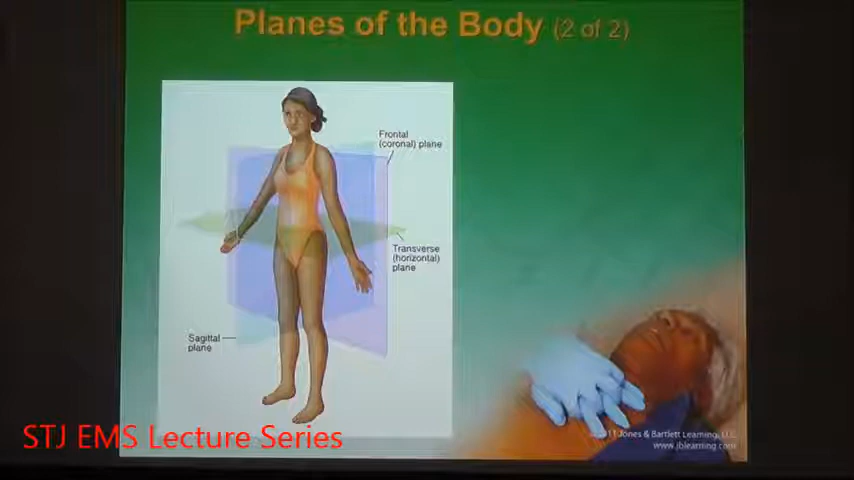 Planes of the Body (2 of 2)
Frontal
(coronal) plane
Transverse
(horizontal)
plane
Sagittal
plane
STJ EMS Lecture Series
11 Jones & Bartlett Learning, LLC
www.jblearning.com